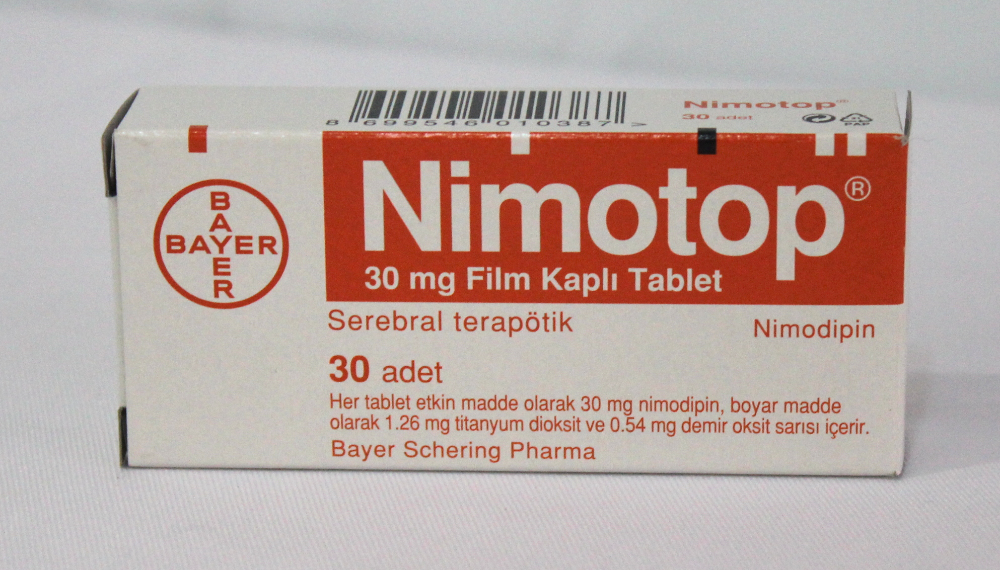 8 699546 010387 >
Nimotop®
30 adet
PAP
BAYER
BAYER
Nimotop®
30 mg Film Kaplı Tablet
Serebral terapötik
Nimodipin
30 adet
Her tablet etkin madde olarak 30 mg nimodipin, boyar madde
olarak 1.26 mg titanyum dioksit ve 0.54 mg demir oksit sarısı içerir.
Bayer Schering Pharma